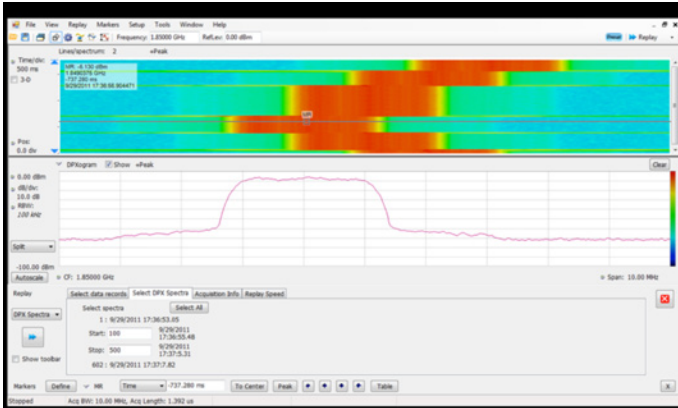 File View Replay Markers Setup Tools Window Help
Frequency: 1.85000 GHz RefLev: 0.00 dBm Replay
Lines/spectrum: 2 +Peak
Time/div:
500 ms
3-D
MR: -6.130 dBm
1.8490376 GHz
-737.280 ms
9/29/2011 17:36:68.904471
MR
Pos:
0.0 div
DPXogram Show +Peak Clear
0.00 dBm
dB/div:
10.0 dB
RBW:
100 kHz
Split
-100.00 dBm
Autoscale CF: 1.85000 GHz Span: 10.00 MHz
Replay
Select data records Select DPX Spectra Acquisition Info Replay Speed
DPX Spectra
Select spectra Select All
1 : 9/29/2011 17:36:53.05
Start: 100 9/29/2011
17:36:55.48
Stop: 500 9/29/2011
17:37:5.31
602 : 9/29/2011 17:37:7.82
Show toolbar
Markers Define MR Time -737.280 ms To Center Peak Table X
Stopped Acq BW: 10.00 MHz, Acq Length: 1.392 us